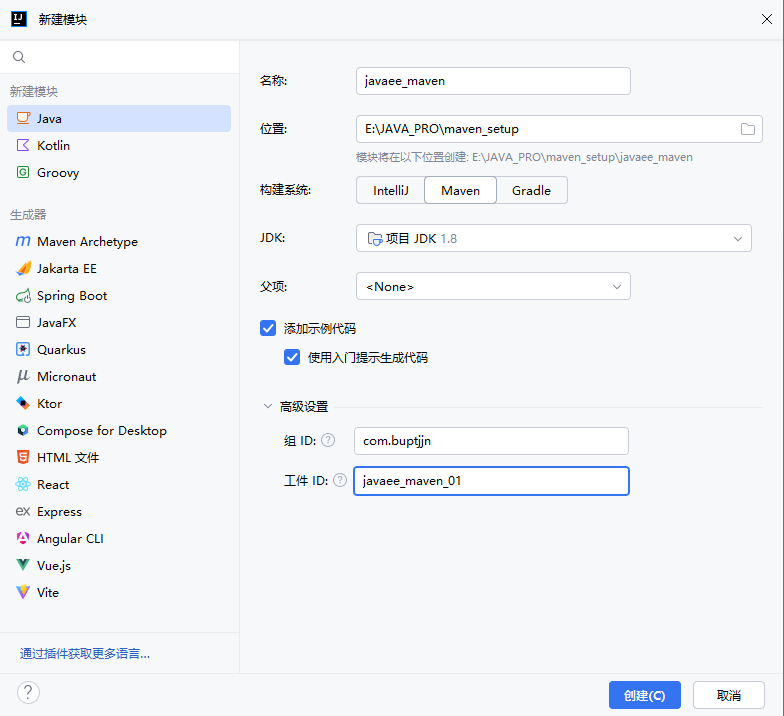 新建模块
新建模块
Java
Kotlin
Groovy
生成器
Maven Archetype
Jakarta EE
Spring Boot
JavaFX
Quarkus
Micronaut
Ktor
Compose for Desktop
HTML 文件
React
Express
Angular CLI
Vue.js
Vite
通过插件获取更多语言...
名称: javaee_maven
位置: E:\JAVA_PRO\maven_setup
模块将在以下位置创建: E:\JAVA_PRO\maven_setup\javaee_maven
构建系统: IntelliJ Maven Gradle
JDK: 项目 JDK 1.8
父项: <None>
添加示例代码
使用入门提示生成代码
高级设置
组 ID: ? com.buptjjn
工件 ID: ? javaee_maven_01
? 创建(C) 取消